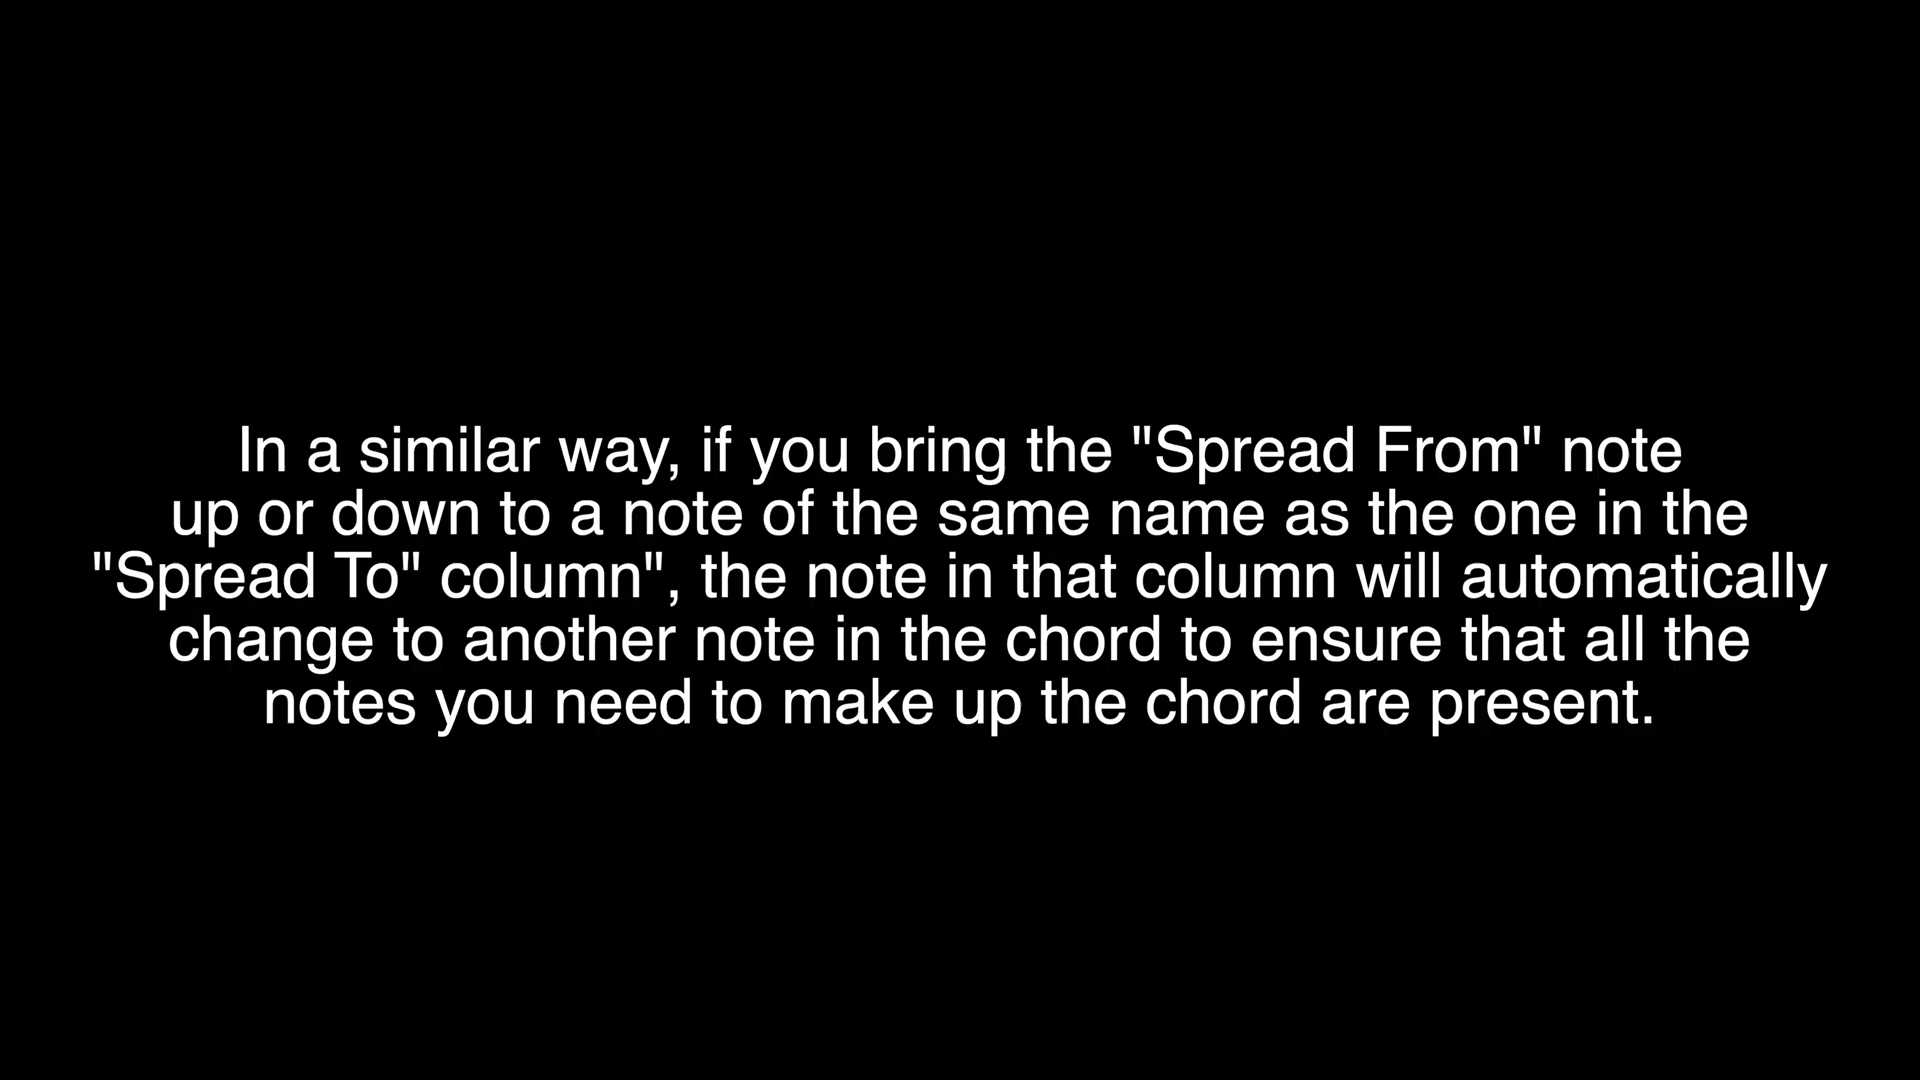 In a similar way, if you bring the "Spread From" note
up or down to a note of the same name as the one in the
"Spread To" column", the note in that column will automatically
change to another note in the chord to ensure that all the
notes you need to make up the chord are present.